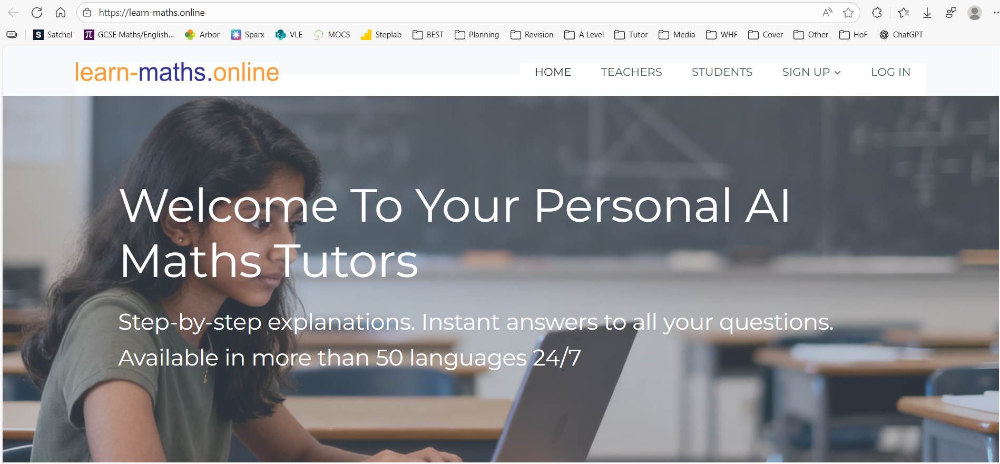 https://learn-maths.online
Satchel GCSE Maths/English... Arbor Sparx VLE MOCS Steplab BEST Planning Revision A Level Tutor Media WHF Cover Other HoF ChatGPT
learn-maths.online HOME TEACHERS STUDENTS SIGN UP LOG IN
Welcome To Your Personal AI
Maths Tutors
Step-by-step explanations. Instant answers to all your questions.
Available in more than 50 languages 24/7